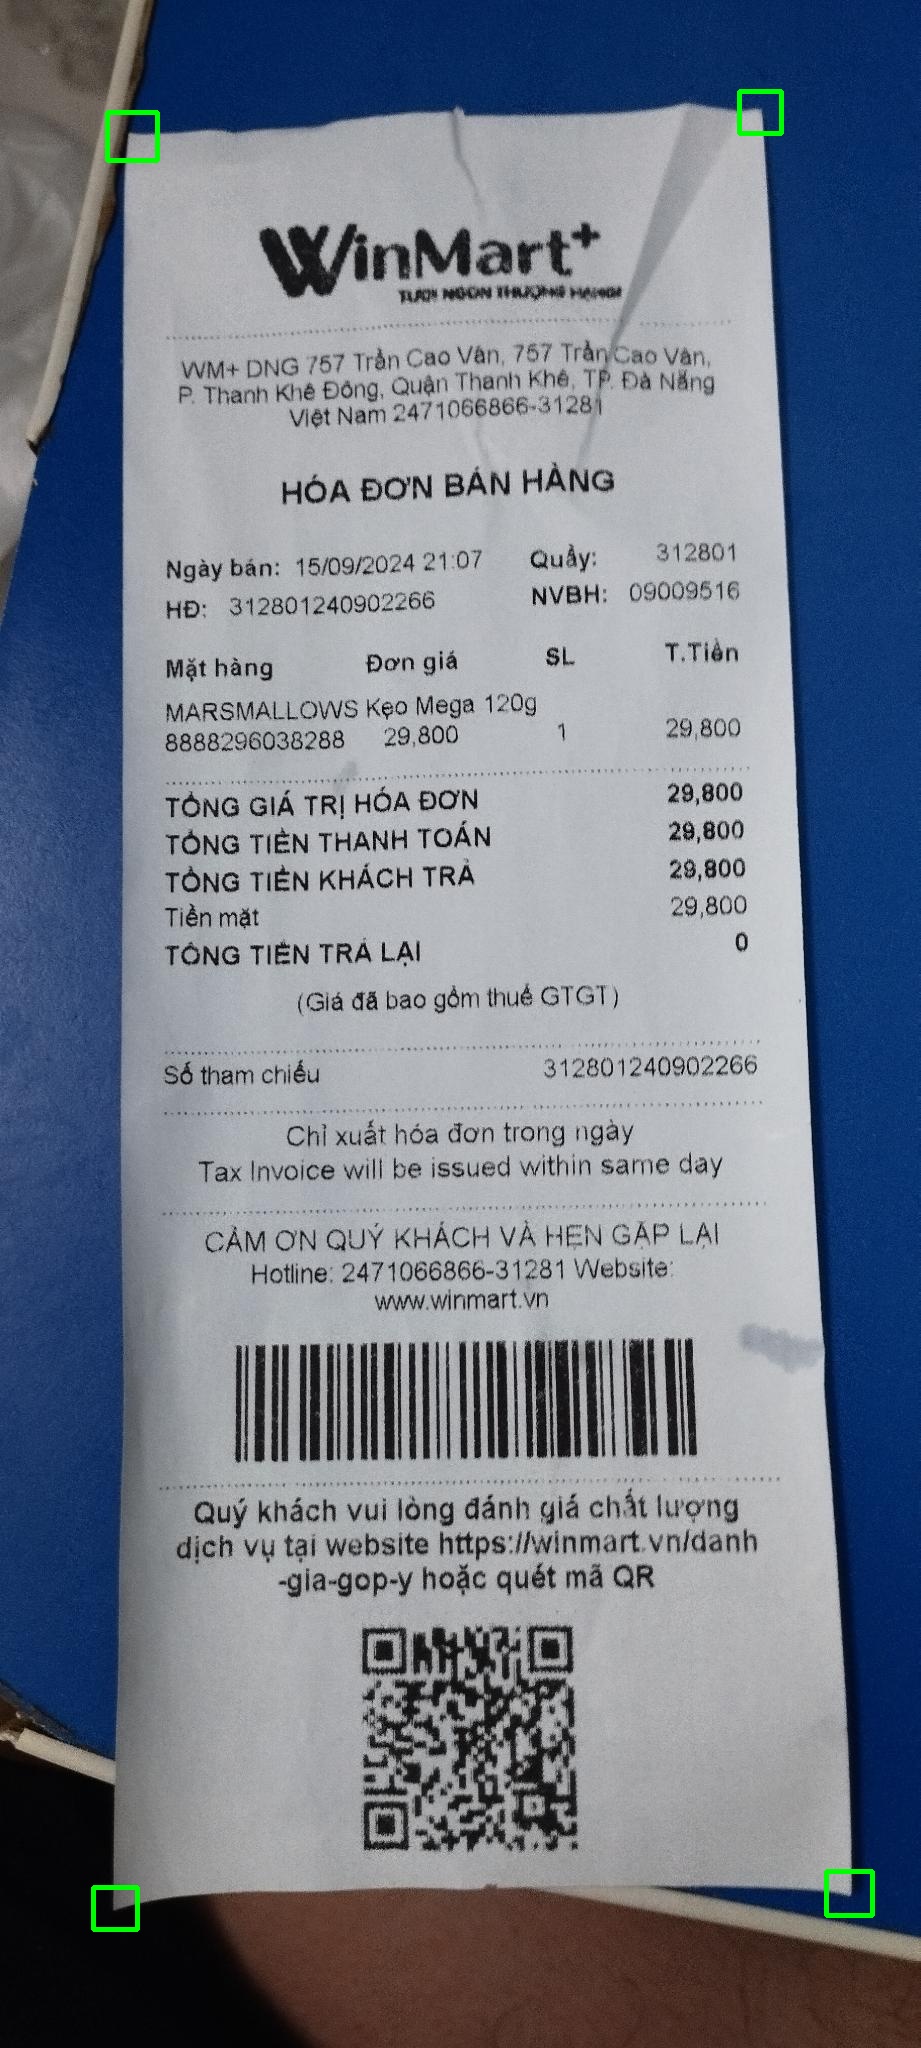 WinMart+
TƯƠI NGON THƯỢNG HẠNG!
WM+ DNG 757 Trần Cao Vân, 757 Trần Cao Vân,
P. Thanh Khê Đông, Quận Thanh Khê, TP. Đà Nẵng
Việt Nam 2471066866-31281
HÓA ĐƠN BÁN HÀNG
Ngày bán: 15/09/2024 21:07 Quầy: 312801
HĐ: 312801240902266 NVBH: 09009516
Mặt hàng Đơn giá SL T.Tiền
MARSMALLOWS Kẹo Mega 120g
8888296038288 29,800 1 29,800
TỔNG GIÁ TRỊ HÓA ĐƠN 29,800
TỔNG TIỀN THANH TOÁN 29,800
TỔNG TIỀN KHÁCH TRẢ 29,800
Tiền mặt 29,800
TỔNG TIỀN TRẢ LẠI 0
(Giá đã bao gồm thuế GTGT)
Số tham chiếu 312801240902266
Chỉ xuất hóa đơn trong ngày
Tax Invoice will be issued within same day
CẢM ƠN QUÝ KHÁCH VÀ HẸN GẶP LẠI
Hotline: 2471066866-31281 Website:
www.winmart.vn
Quý khách vui lòng đánh giá chất lượng
dịch vụ tại website https://winmart.vn/danh
-gia-gop-y hoặc quét mã QR